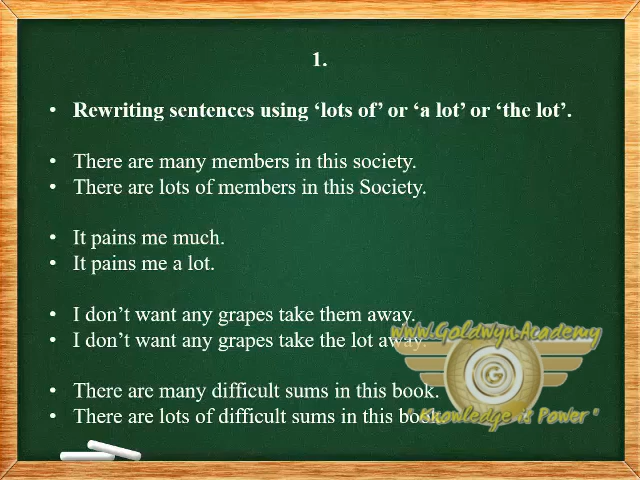 1.
• Rewriting sentences using ‘lots of’ or ‘a lot’ or ‘the lot’.
• There are many members in this society.
• There are lots of members in this Society.
• It pains me much.
• It pains me a lot.
• I don’t want any grapes take them away.
• I don’t want any grapes take the lot away.
• There are many difficult sums in this book.
• There are lots of difficult sums in this book.
www.Goldwyn.Academy
G
" Knowledge is Power "